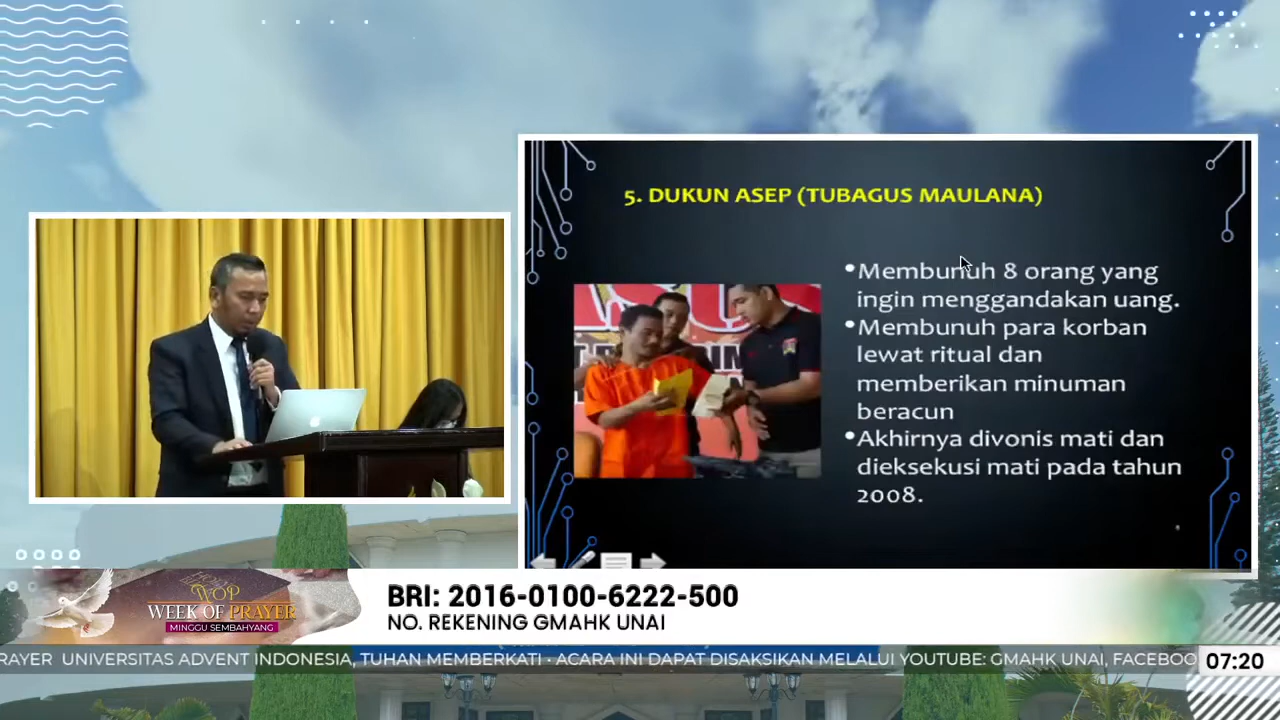 5. DUKUN ASEP (TUBAGUS MAULANA)
•Membunuh 8 orang yang
ingin menggandakan uang.
•Membunuh para korban
lewat ritual dan
memberikan minuman
beracun
•Akhirnya divonis mati dan
dieksekusi mati pada tahun
2008.
WOP
WEEK OF PRAYER
MINGGU SEMBAHYANG
BRI: 2016-0100-6222-500
NO. REKENING GMAHK UNAI
RAYER UNIVERSITAS ADVENT INDONESIA, TUHAN MEMBERKATI · ACARA INI DAPAT DISAKSIKAN MELALUI YOUTUBE: GMAHK UNAI, FACEBOO
07:20